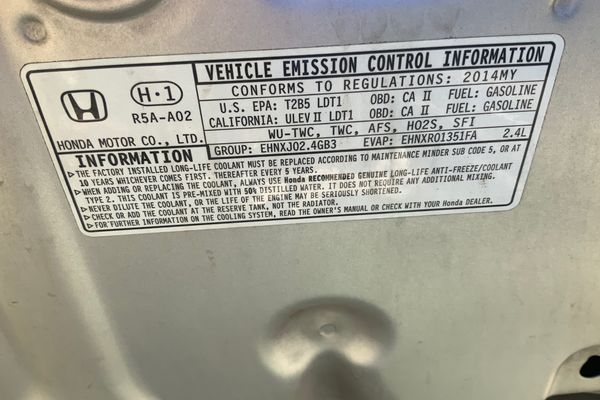 VEHICLE EMISSION CONTROL INFORMATION
CONFORMS TO REGULATIONS: 2014MY
H·1
R5A-A02
HONDA MOTOR CO., LTD.
U.S. EPA: T2B5 LDT1 OBD: CA II FUEL: GASOLINE
CALIFORNIA: ULEV II LDT1 OBD: CA II FUEL: GASOLINE
WU-TWC, TWC, AFS, HO2S, SFI
GROUP: EHNXJ02.4GB3 EVAP: EHNXR01351FA 2.4L
INFORMATION
▷THE FACTORY INSTALLED LONG-LIFE COOLANT MUST BE REPLACED ACCORDING TO MAINTENANCE MINDER SUB CODE 5, OR AT
10 YEARS WHICHEVER COMES FIRST. THEREAFTER EVERY 5 YEARS.
▷WHEN ADDING OR REPLACING THE COOLANT, ALWAYS USE Honda RECOMMENDED GENUINE LONG-LIFE ANTI-FREEZE/COOLANT
TYPE 2. THIS COOLANT IS PRE-MIXED WITH 50% DISTILLED WATER. IT DOES NOT REQUIRE ANY ADDITIONAL MIXING.
▷NEVER DILUTE THE COOLANT, OR THE LIFE OF THE ENGINE MAY BE SERIOUSLY SHORTENED.
▷CHECK OR ADD THE COOLANT AT THE RESERVE TANK, NOT THE RADIATOR.
▷FOR FURTHER INFORMATION ON THE COOLING SYSTEM, READ THE OWNER'S MANUAL OR CHECK WITH YOUR Honda DEALER.